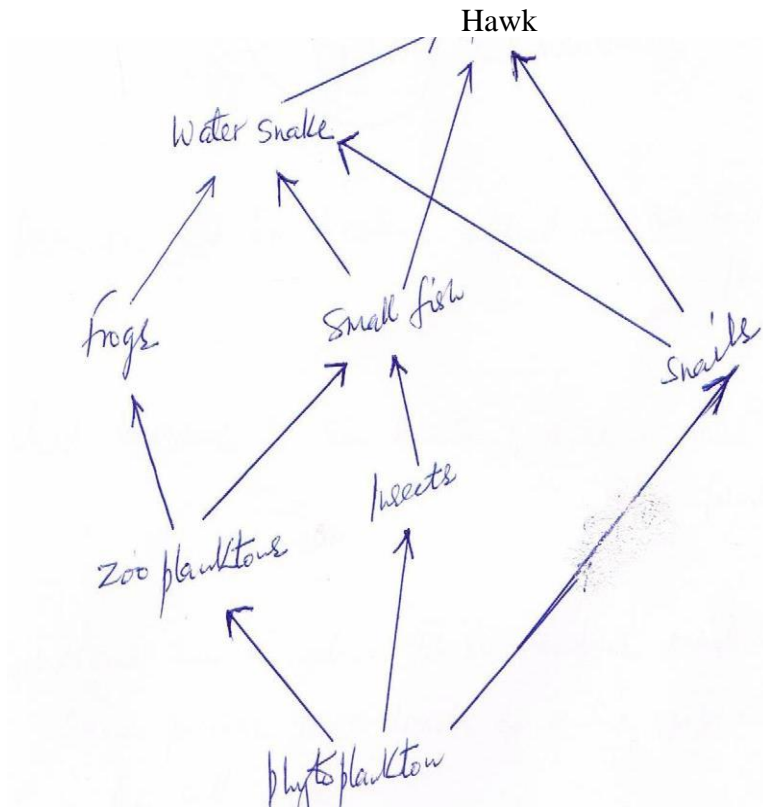 Hawk
Water snake
Frogs
Small fish
Snails
Insects
Zoo planktons
phytoplankton